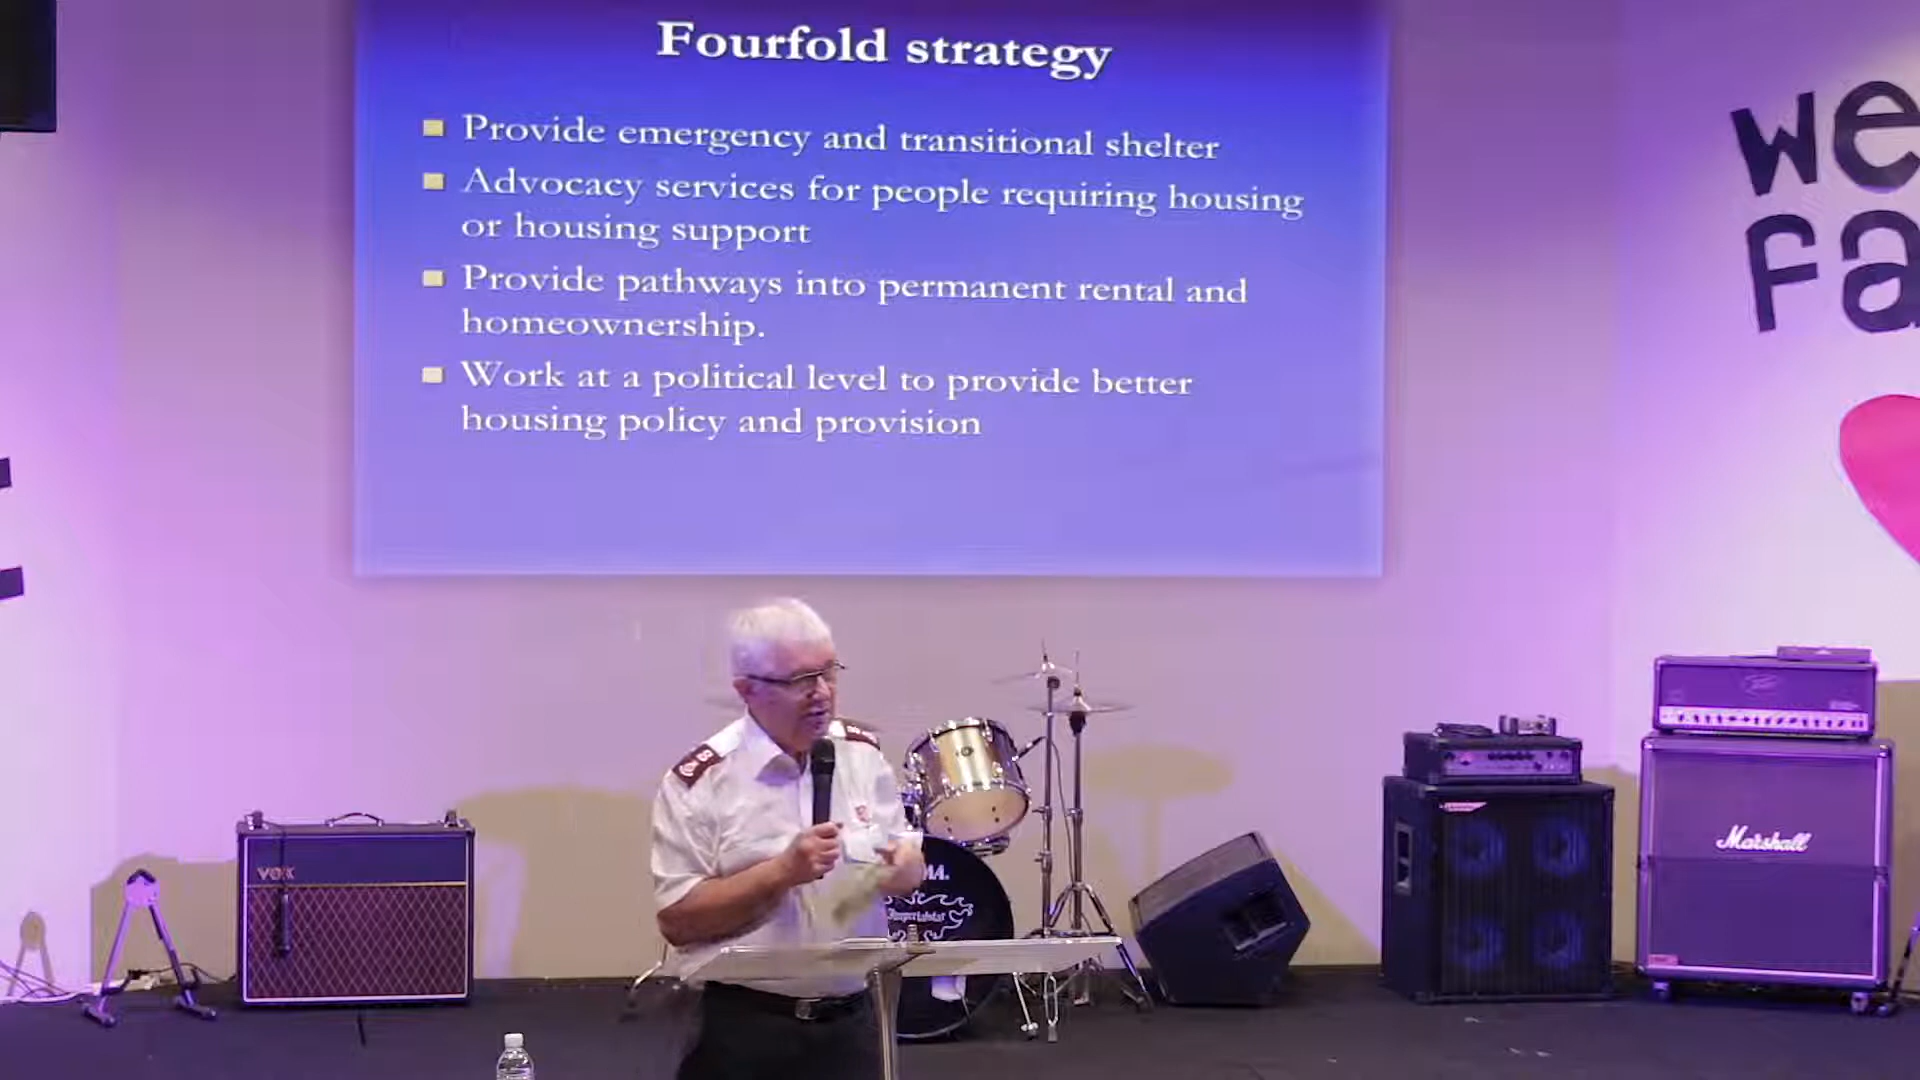 Fourfold strategy
Provide emergency and transitional shelter
Advocacy services for people requiring housing
or housing support
Provide pathways into permanent rental and
homeownership.
Work at a political level to provide better
housing policy and provision
we
fa
VOX
MA.
Imperialstar
Marshall